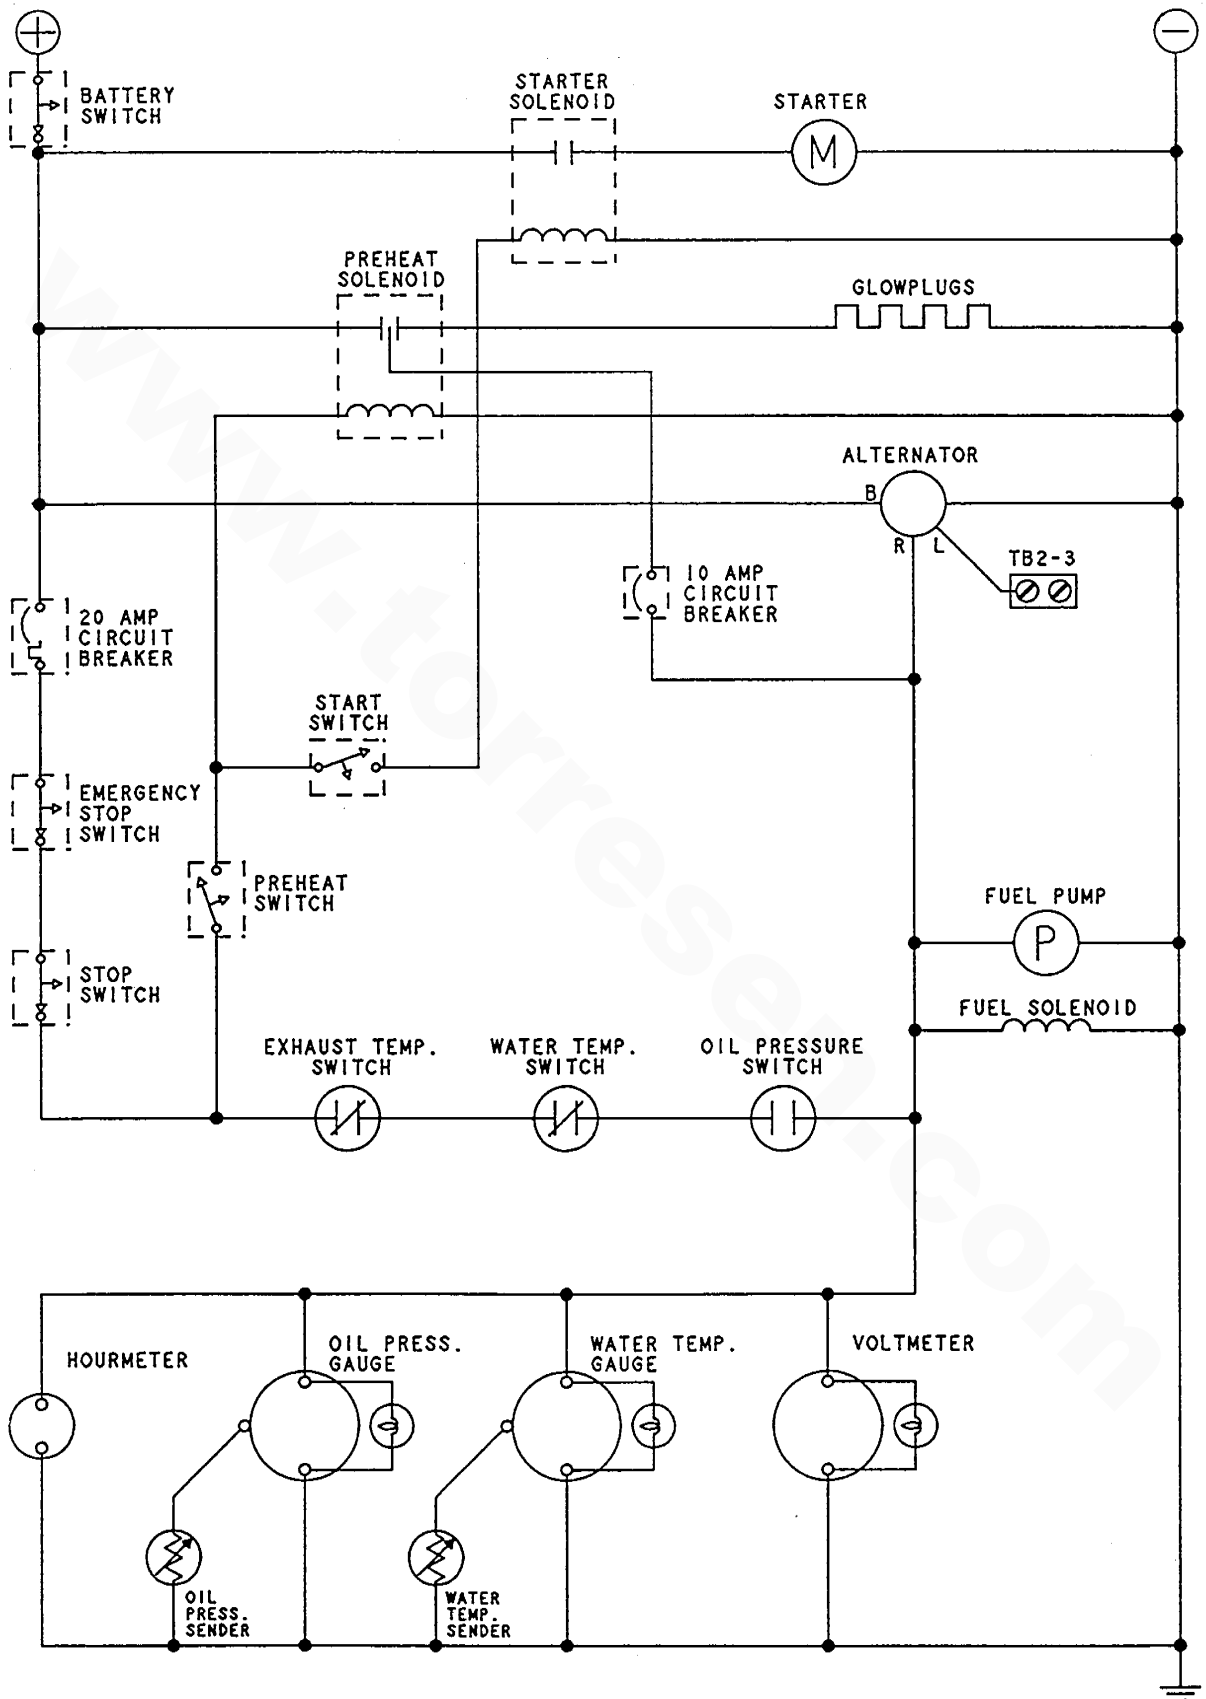 BATTERY
SWITCH
STARTER
SOLENOID
STARTER
M
PREHEAT
SOLENOID
GLOWPLUGS
ALTERNATOR
B
R L
TB2-3
10 AMP
CIRCUIT
BREAKER
20 AMP
CIRCUIT
BREAKER
START
SWITCH
EMERGENCY
STOP
SWITCH
PREHEAT
SWITCH
FUEL PUMP
P
STOP
SWITCH
FUEL SOLENOID
EXHAUST TEMP.
SWITCH
WATER TEMP.
SWITCH
OIL PRESSURE
SWITCH
HOURMETER
OIL PRESS.
GAUGE
WATER TEMP.
GAUGE
VOLTMETER
OIL
PRESS.
SENDER
WATER
TEMP.
SENDER
www.torresen.com